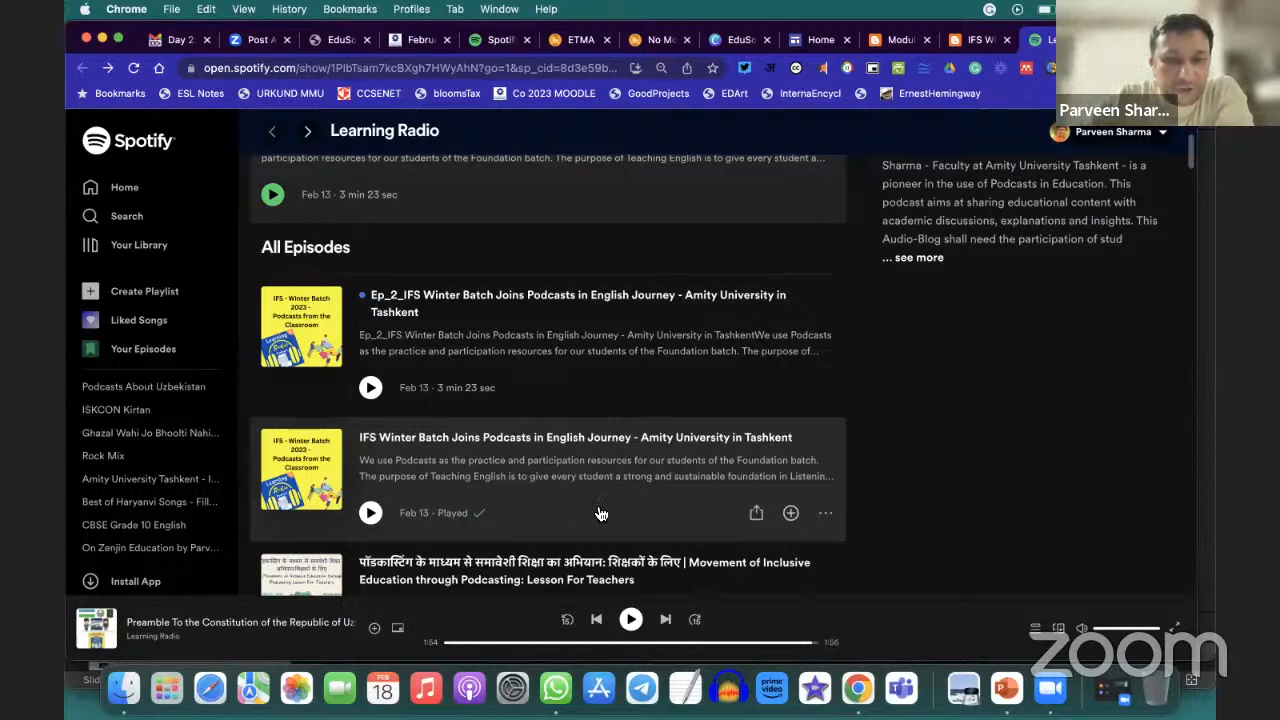 Chrome File Edit View History Bookmarks Profiles Tab Window Help
Day 2. Post A EduSo Februa Spotif ETMA No Mo EduSo Home Modul IFS W Le
open.spotify.com/show/1PIbTsam7kcBXgh7HWyAhN?go=1&sp_cid=8d3e59b...
Bookmarks ESL Notes URKUND MMU CCSENET bloomsTax Co 2023 MOODLE GoodProjects EDArt InternaEncycl ErnestHemingway
Parveen Shar...
Spotify
Learning Radio
Parveen Sharma
Home
Search
Your Library
Create Playlist
Liked Songs
Your Episodes
Podcasts About Uzbekistan
ISKCON Kirtan
Ghazal Wahi Jo Bhoolti Nahi...
Rock Mix
Amity University Tashkent - I...
Best of Haryanvi Songs - Fill...
CBSE Grade 10 English
On Zenjin Education by Parv...
Install App
participation resources for our students of the Foundation batch. The purpose of Teaching English is to give every student a...
Feb 13 · 3 min 23 sec
All Episodes
IFS - Winter Batch
2023 -
Podcasts from the
Classroom
Learning
Radio
Ep_2_IFS Winter Batch Joins Podcasts in English Journey - Amity University in
Tashkent
Ep_2_IFS Winter Batch Joins Podcasts in English Journey - Amity University in TashkentWe use Podcasts
as the practice and participation resources for our students of the Foundation batch. The purpose of...
Feb 13 · 3 min 23 sec
IFS - Winter Batch
2023 -
Podcasts from the
Classroom
Learning
Radio
IFS Winter Batch Joins Podcasts in English Journey - Amity University in Tashkent
We use Podcasts as the practice and participation resources for our students of the Foundation batch.
The purpose of Teaching English is to give every student a strong and sustainable foundation in Listenin...
Feb 13 · Played
पॉडकास्टिंग के माध्यम से समावेशी शिक्षा का अभियान: शिक्षकों के लिए | Movement of Inclusive
Education through Podcasting: Lesson For Teachers
Sharma - Faculty at Amity University Tashkent - is a
pioneer in the use of Podcasts in Education. This
podcast aims at sharing educational content with
academic discussions, explanations and insights. This
Audio-Blog shall need the participation of stud
... see more
Preamble To the Constitution of the Republic of Uz
Learning Radio
1:54
1:56
zoom
Slid
FEB
18
prime
video